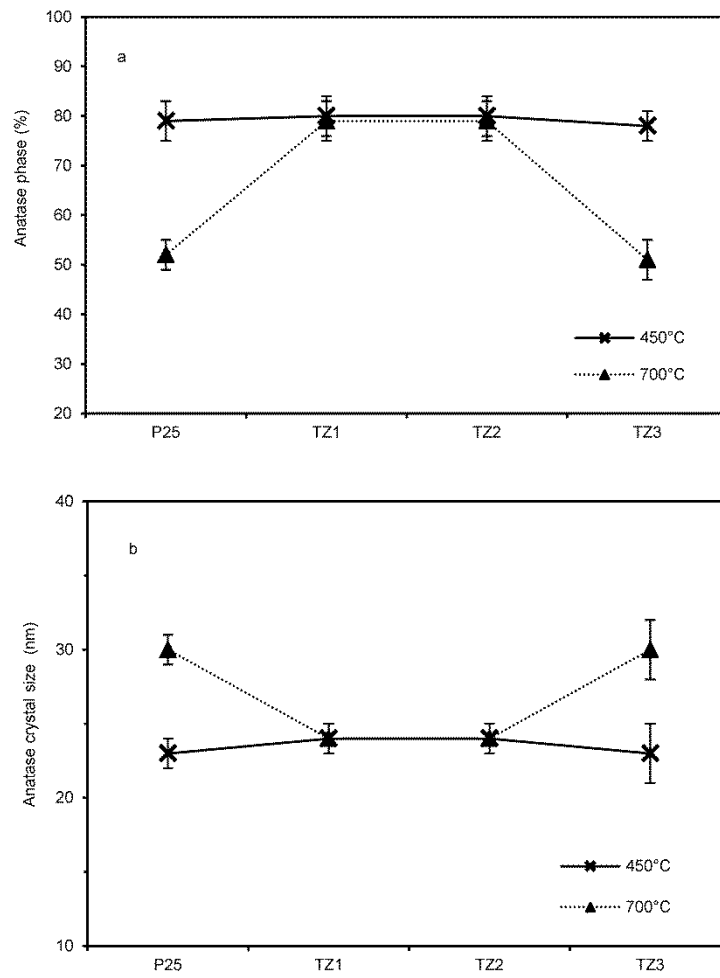 100
90
80
70
60
50
40
30
20
Anatase phase (%)
a
450°C
700°C
P25 TZ1 TZ2 TZ3
40
30
20
10
Anatase crystal size (nm)
b
450°C
700°C
P25 TZ1 TZ2 TZ3